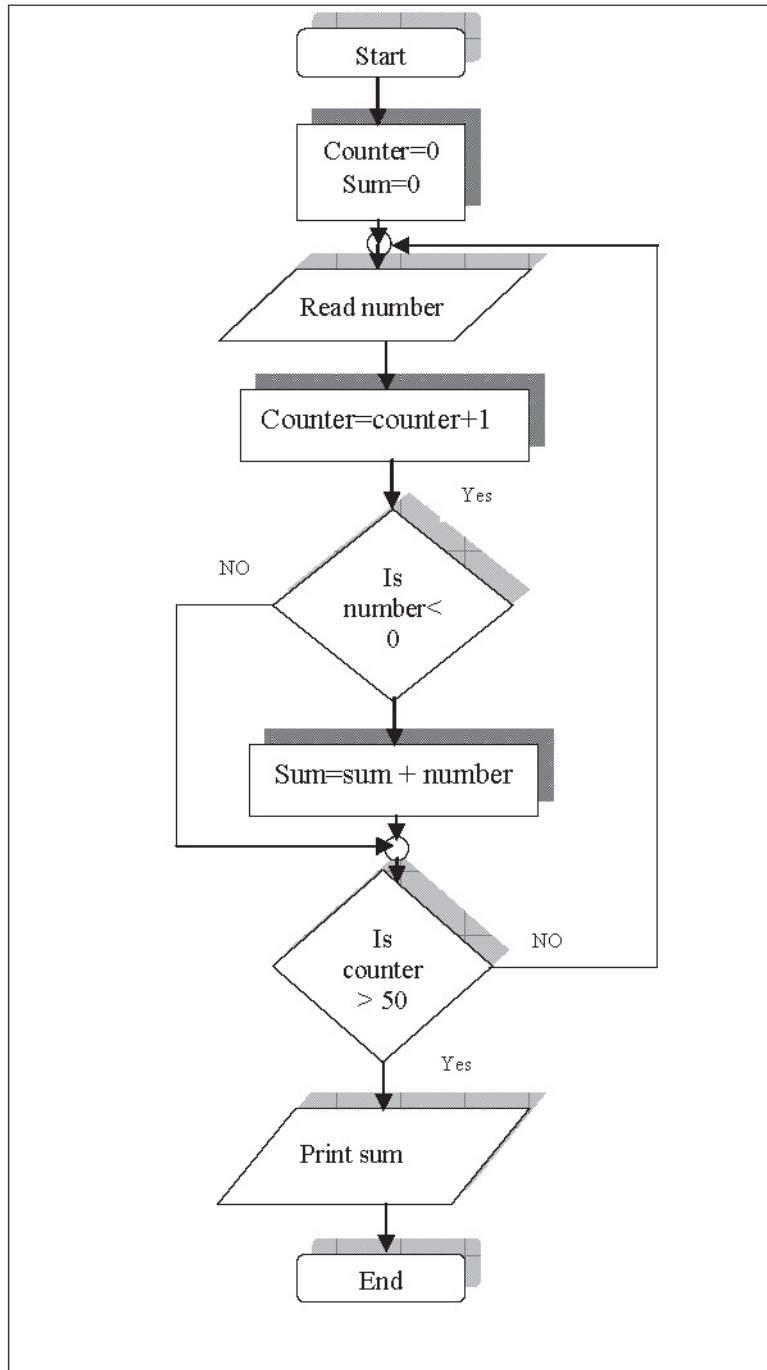 Start
Counter=0
Sum=0
Read number
Counter=counter+1
Yes
NO
Is
number<
0
Sum=sum + number
Is
counter
> 50
NO
Yes
Print sum
End